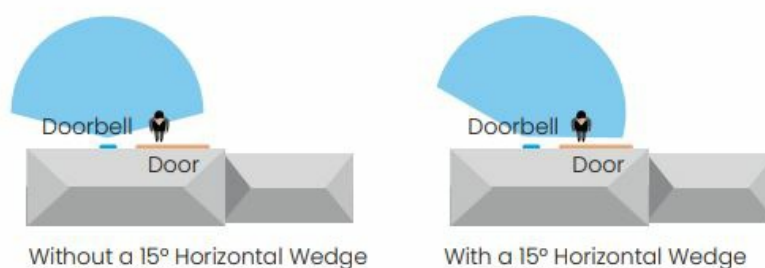 Doorbell
Door
Doorbell
Door
Without a 15° Horizontal Wedge
With a 15° Horizontal Wedge